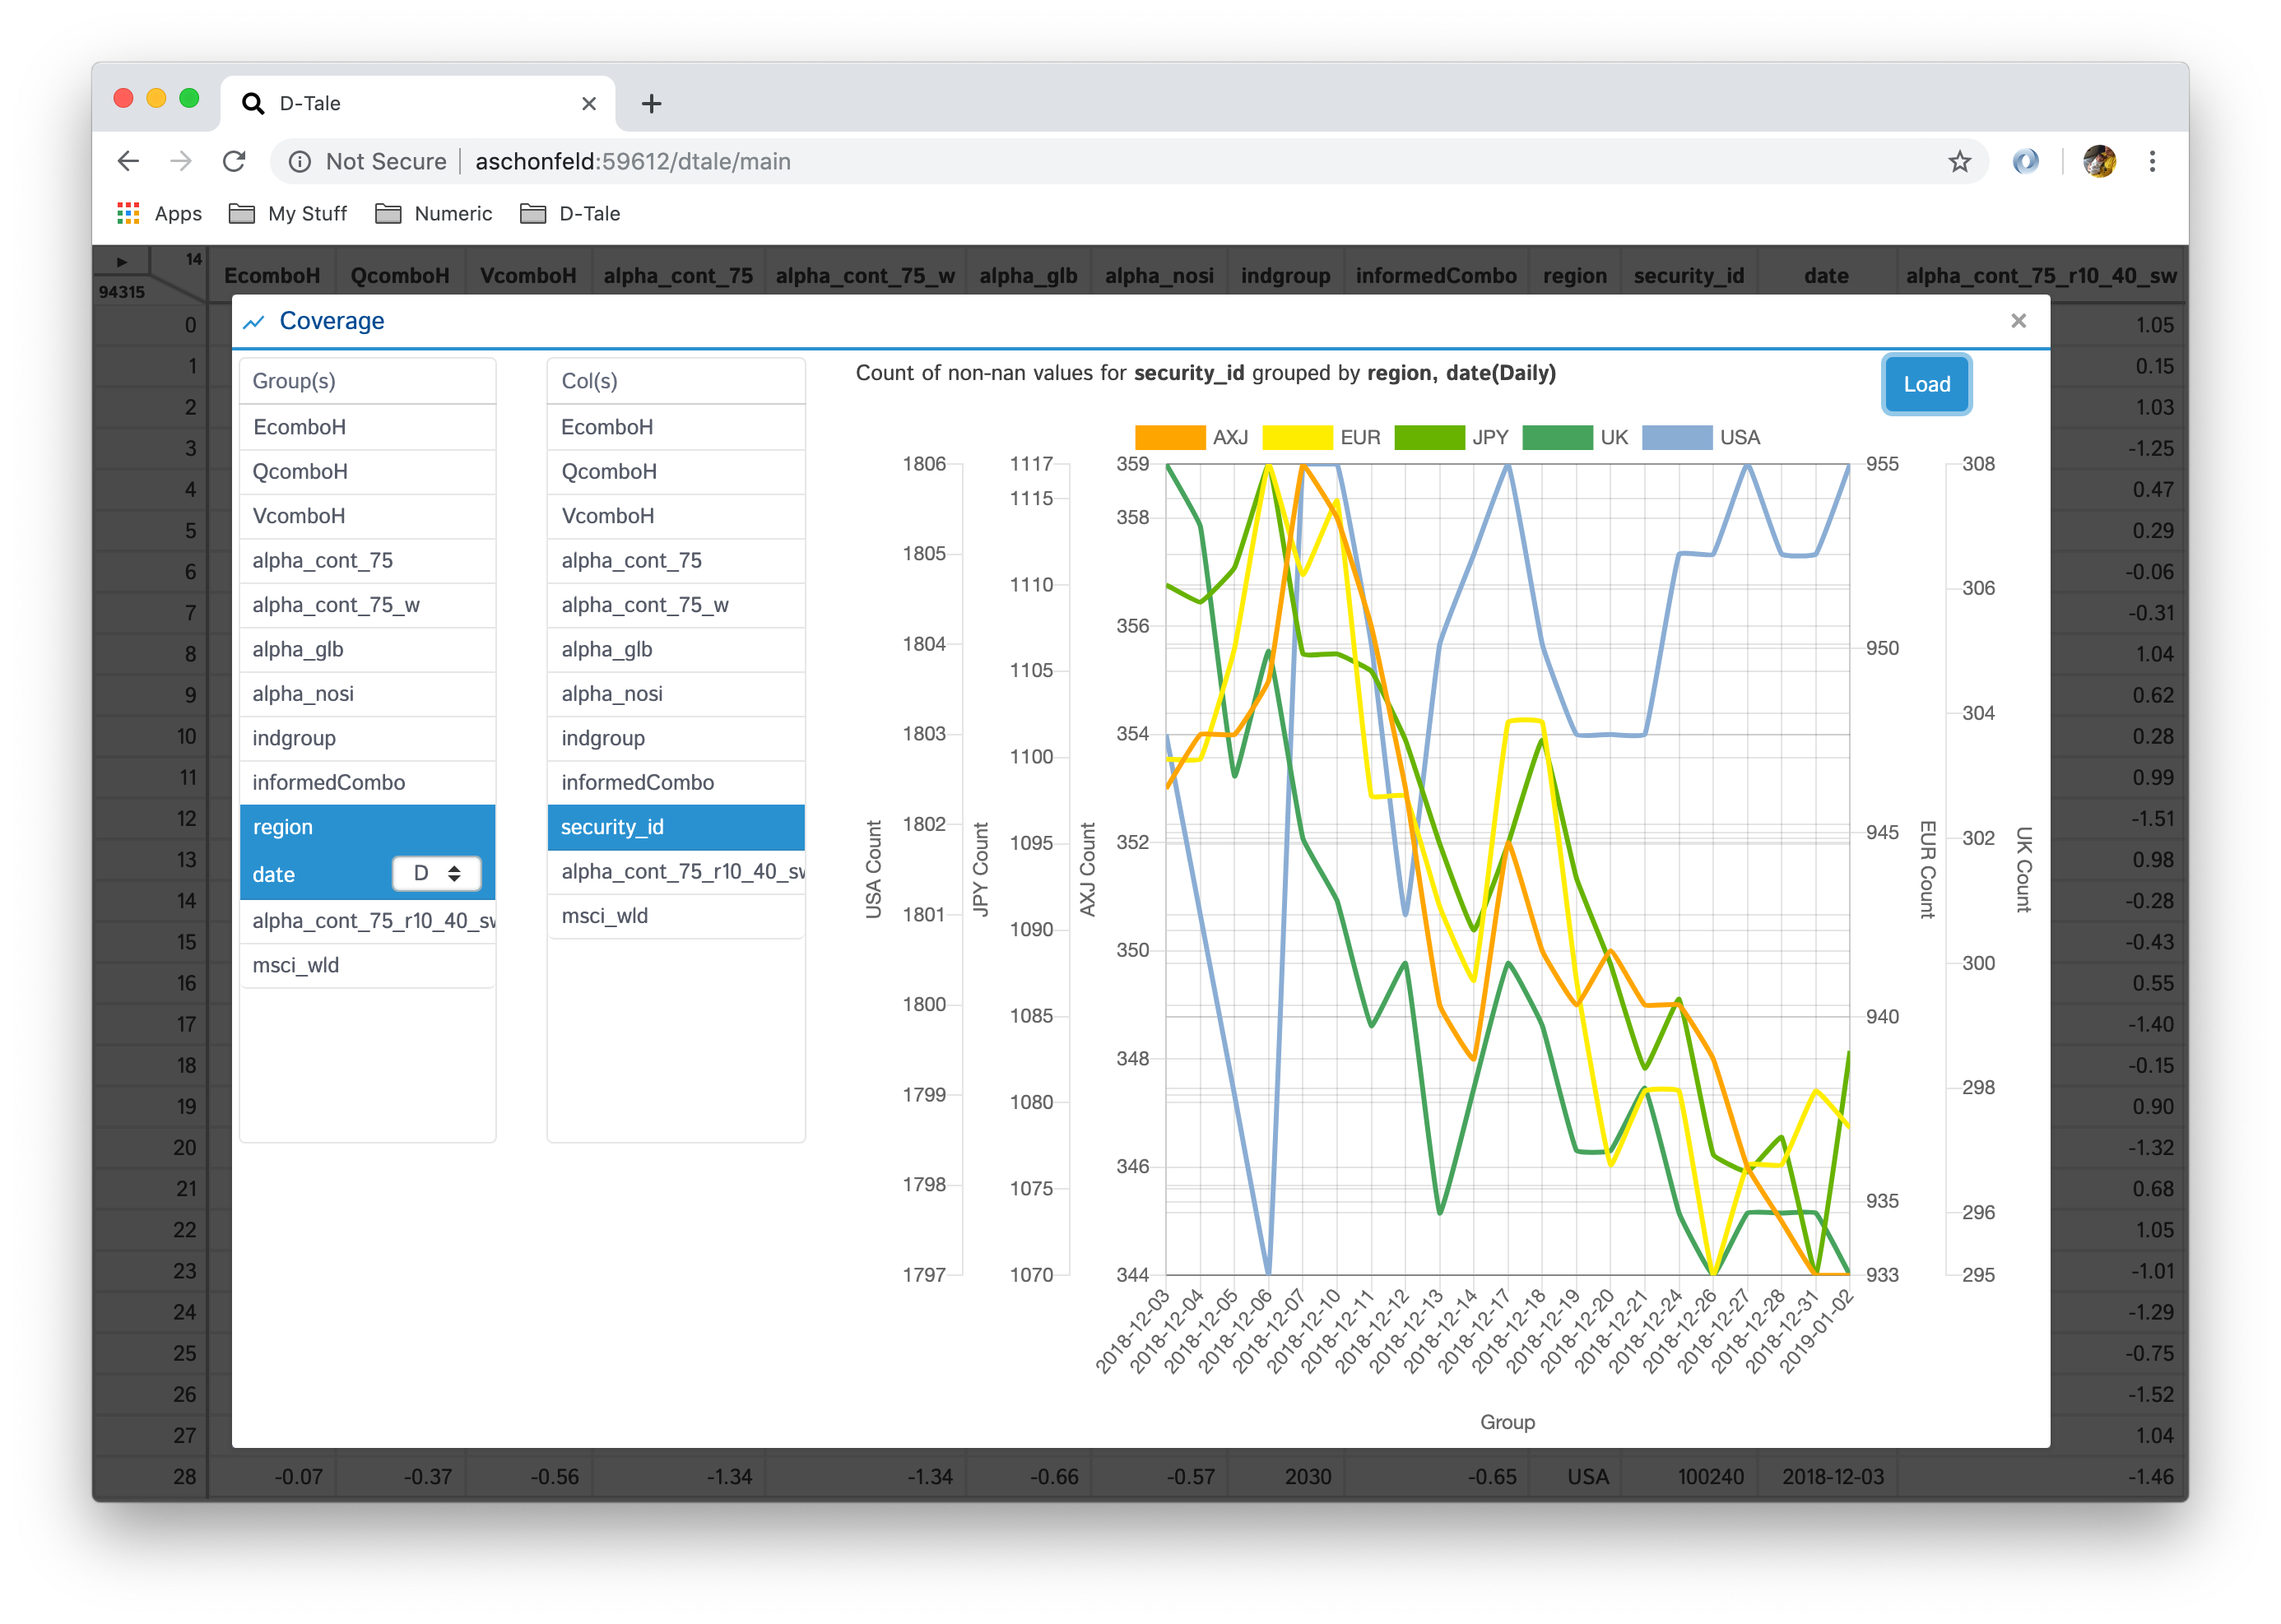 D-Tale
Not Secure aschonfeld:59612/dtale/main
Apps My Stuff Numeric D-Tale
14
94315
EcomboH QcomboH VcomboH alpha_cont_75 alpha_cont_75_w alpha_glb alpha_nosi indgroup informedCombo region security_id date alpha_cont_75_r10_40_sw
Coverage
Group(s)
EcomboH
QcomboH
VcomboH
alpha_cont_75
alpha_cont_75_w
alpha_glb
alpha_nosi
indgroup
informedCombo
region
date D
alpha_cont_75_r10_40_sw
msci_wld
Col(s)
EcomboH
QcomboH
VcomboH
alpha_cont_75
alpha_cont_75_w
alpha_glb
alpha_nosi
indgroup
informedCombo
security_id
alpha_cont_75_r10_40_sw
msci_wld
Count of non-nan values for security_id grouped by region, date(Daily)
Load
AXJ EUR JPY UK USA
USA Count
1806
1805
1804
1803
1802
1801
1800
1799
1798
1797
JPY Count
1117
1115
1110
1105
1100
1095
1090
1085
1080
1075
1070
AXJ Count
359
358
356
354
352
350
348
346
344
955
950
945
940
935
933
EUR Count
308
306
304
302
300
298
296
295
UK Count
2018-12-03
2018-12-04
2018-12-05
2018-12-06
2018-12-07
2018-12-10
2018-12-11
2018-12-12
2018-12-13
2018-12-14
2018-12-17
2018-12-18
2018-12-19
2018-12-20
2018-12-21
2018-12-24
2018-12-26
2018-12-27
2018-12-28
2018-12-31
2019-01-02
Group
0 1.05
1 0.15
2 1.03
3 -1.25
4 0.47
5 0.29
6 -0.06
7 -0.31
8 1.04
9 0.62
10 0.28
11 0.99
12 -1.51
13 0.98
14 -0.28
15 -0.43
16 0.55
17 -1.40
18 -0.15
19 0.90
20 -1.32
21 0.68
22 1.05
23 -1.01
24 -1.29
25 -0.75
26 -1.52
27 1.04
28 -0.07 -0.37 -0.56 -1.34 -1.34 -0.66 -0.57 2030 -0.65 USA 100240 2018-12-03 -1.46